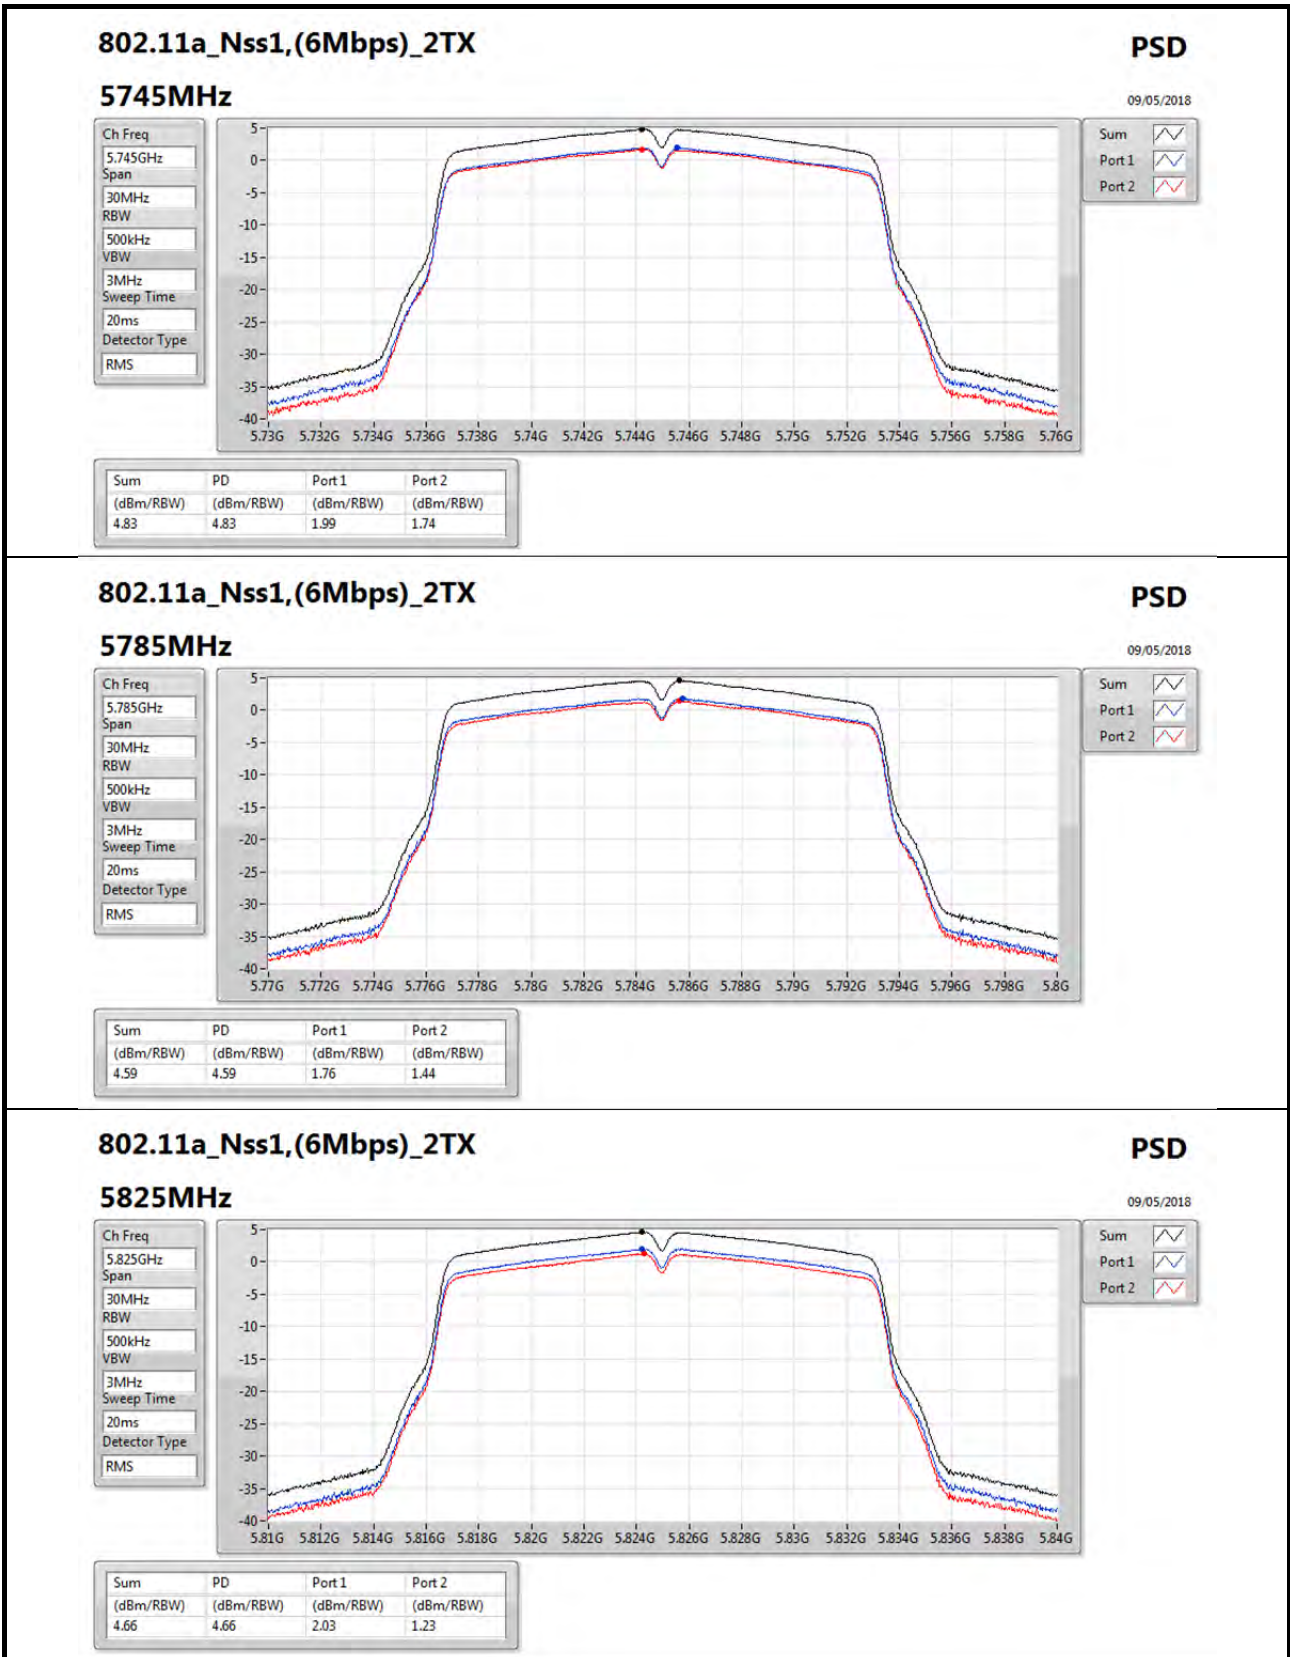 802.11a_Nss1,(6Mbps)_2TX
PSD
5745MHz
09/05/2018
Ch Freq
5.745GHz
Span
30MHz
RBW
500kHz
VBW
3MHz
Sweep Time
20ms
Detector Type
RMS
5
0
-5
-10
-15
-20
-25
-30
-35
-40
5.73G 5.732G 5.734G 5.736G 5.738G 5.74G 5.742G 5.744G 5.746G 5.748G 5.75G 5.752G 5.754G 5.756G 5.758G 5.76G
Sum
Port 1
Port 2
Sum PD Port 1 Port 2
(dBm/RBW) (dBm/RBW) (dBm/RBW) (dBm/RBW)
4.83 4.83 1.99 1.74
802.11a_Nss1,(6Mbps)_2TX
PSD
5785MHz
09/05/2018
Ch Freq
5.785GHz
Span
30MHz
RBW
500kHz
VBW
3MHz
Sweep Time
20ms
Detector Type
RMS
5
0
-5
-10
-15
-20
-25
-30
-35
-40
5.77G 5.772G 5.774G 5.776G 5.778G 5.78G 5.782G 5.784G 5.786G 5.788G 5.79G 5.792G 5.794G 5.796G 5.798G 5.8G
Sum
Port 1
Port 2
Sum PD Port 1 Port 2
(dBm/RBW) (dBm/RBW) (dBm/RBW) (dBm/RBW)
4.59 4.59 1.76 1.44
802.11a_Nss1,(6Mbps)_2TX
PSD
5825MHz
09/05/2018
Ch Freq
5.825GHz
Span
30MHz
RBW
500kHz
VBW
3MHz
Sweep Time
20ms
Detector Type
RMS
5
0
-5
-10
-15
-20
-25
-30
-35
-40
5.81G 5.812G 5.814G 5.816G 5.818G 5.82G 5.822G 5.824G 5.826G 5.828G 5.83G 5.832G 5.834G 5.836G 5.838G 5.84G
Sum
Port 1
Port 2
Sum PD Port 1 Port 2
(dBm/RBW) (dBm/RBW) (dBm/RBW) (dBm/RBW)
4.66 4.66 2.03 1.23